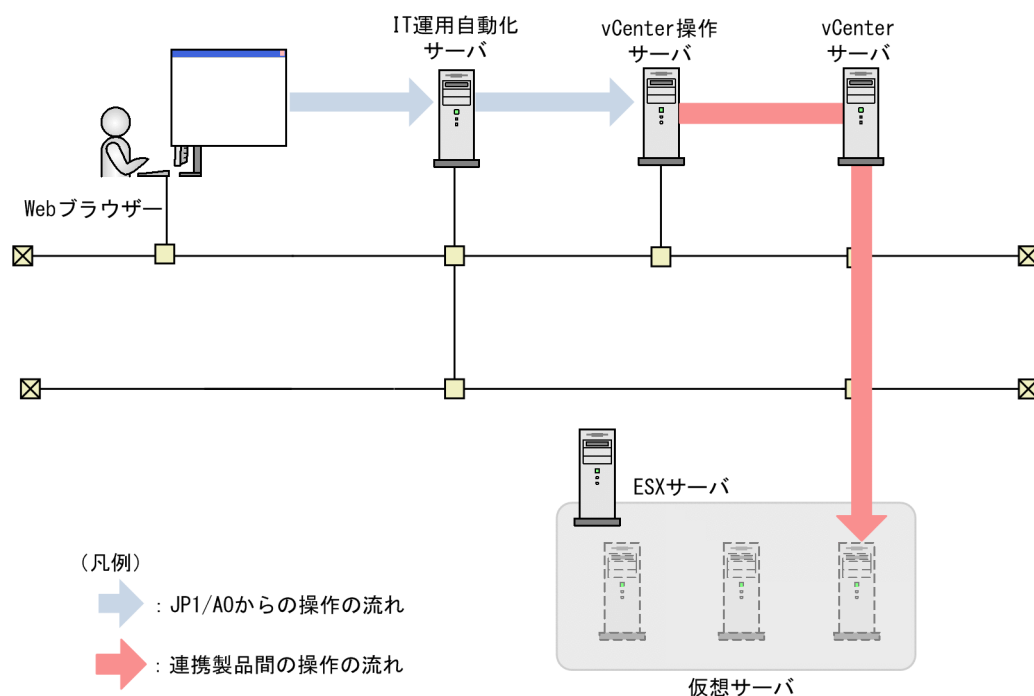 IT運用自動化
サーバ
vCenter操作
サーバ
vCenter
サーバ
Webブラウザー
ESXサーバ
(凡例)
: JP1/AOからの操作の流れ
: 連携製品間の操作の流れ
仮想サーバ